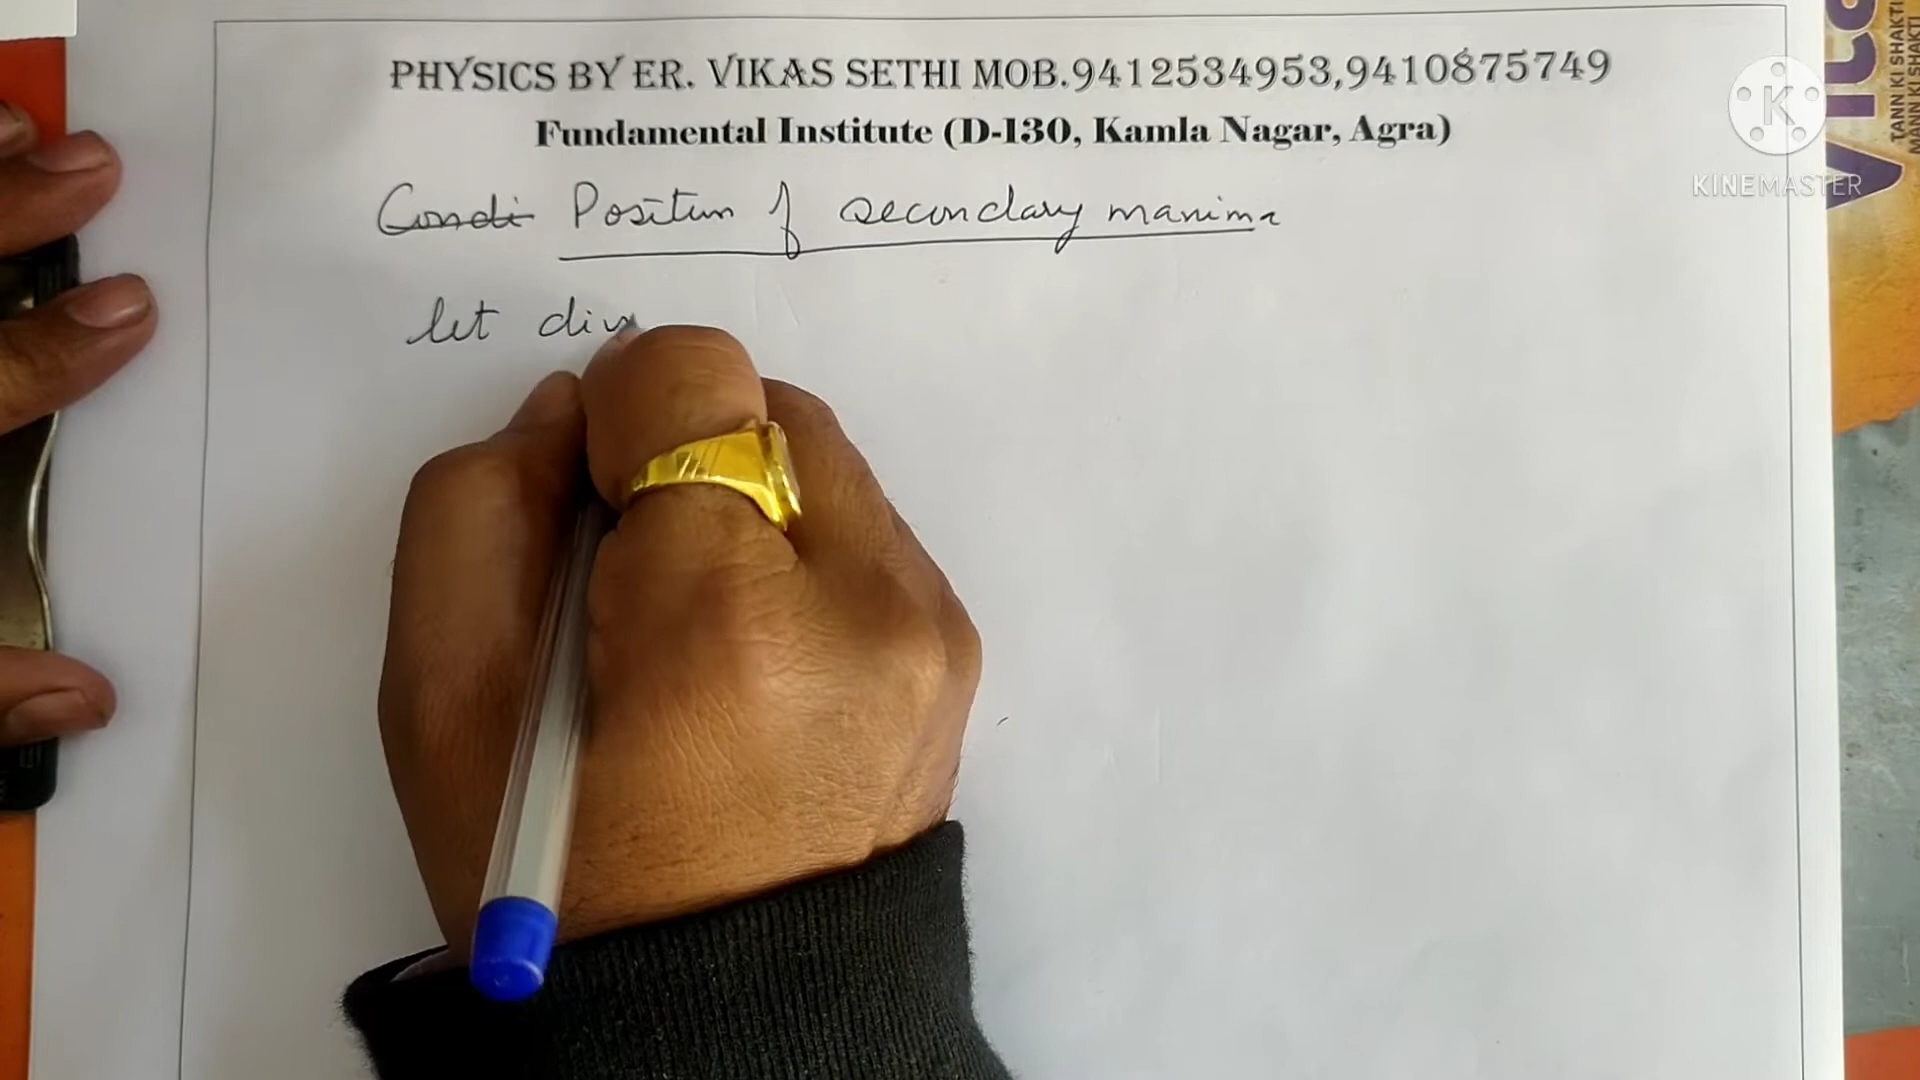 PHYSICS BY ER. VIKAS SETHI MOB.9412534953,9410875749
Fundamental Institute (D-130, Kamla Nagar, Agra)
Condi Position of secondary maxima
let div
KINEMASTER
TANN KI SHAKTI
MANN KI SHAKTI